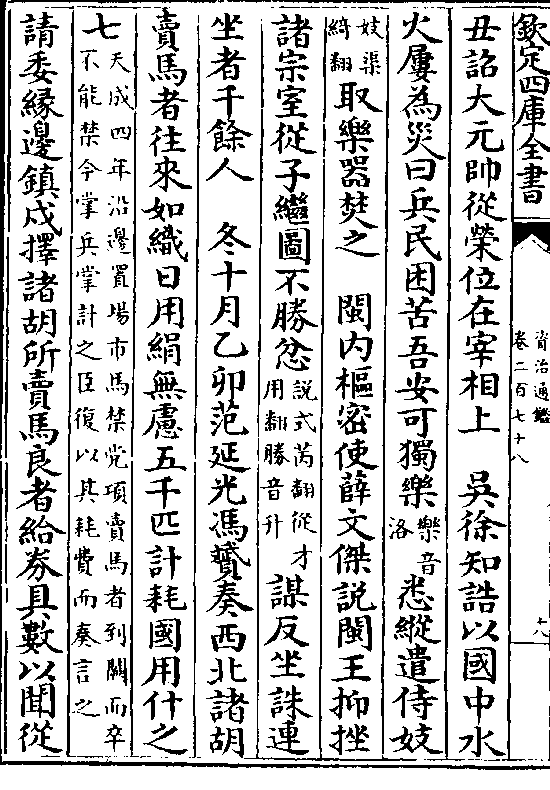 欽定四庫全書
資治通鑑
卷二百七十八
丑詔大元帥從榮位在宰相上　吳徐知誥以國中水
火屢為災曰兵民困苦吾安可獨樂樂音洛悉縱遣侍妓
妓渠綺翻取樂器焚之　閩内樞密使薛文傑説閩王抑挫
諸宗室從子繼圖不勝忿説式芮翻從才用翻勝音升謀反坐誅連
坐者千餘人　冬十月乙卯范延光馮贇奏西北諸胡
賣馬者往來如織日用絹無慮五千匹計耗國用什之
七天成四年沿邊置場市馬禁党項賣馬者到闕而卒不能禁今掌兵掌計之臣復以其耗費而奏言之
請委緣邊鎮戍擇諸胡所賣馬良者給券具數以聞從